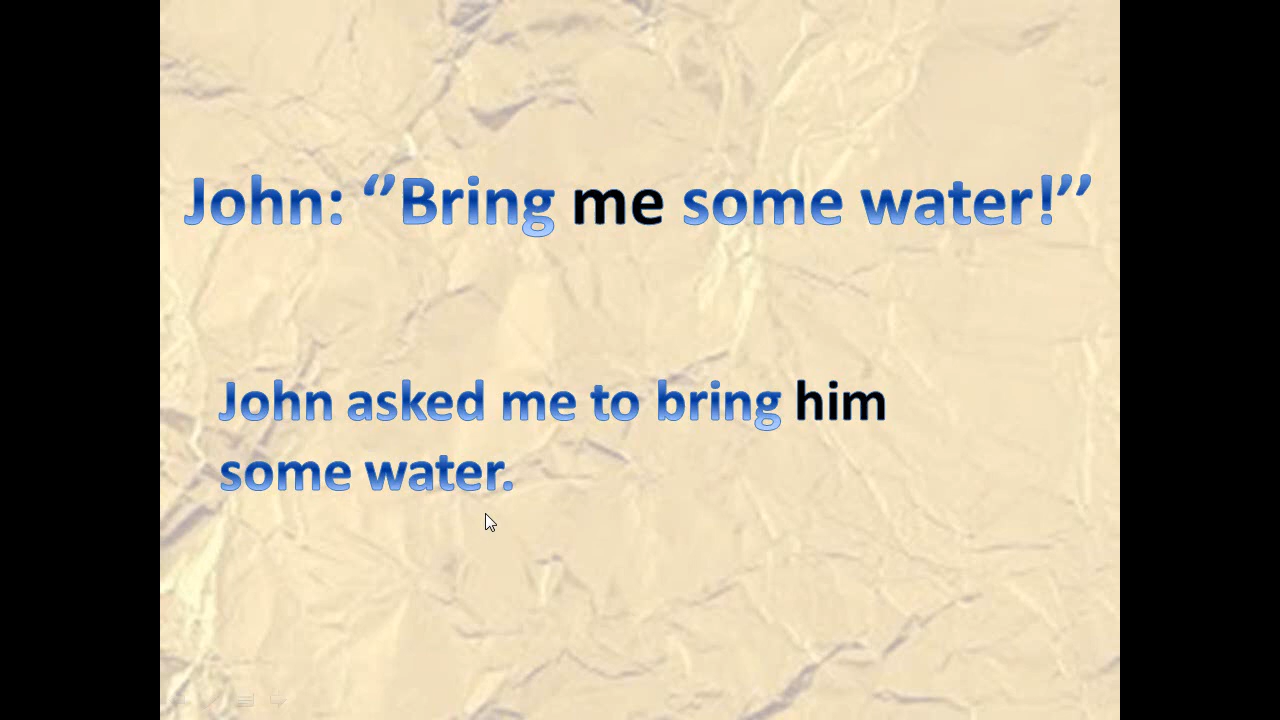 John: ‘’Bring me some water!’’
John asked me to bring him
some water.